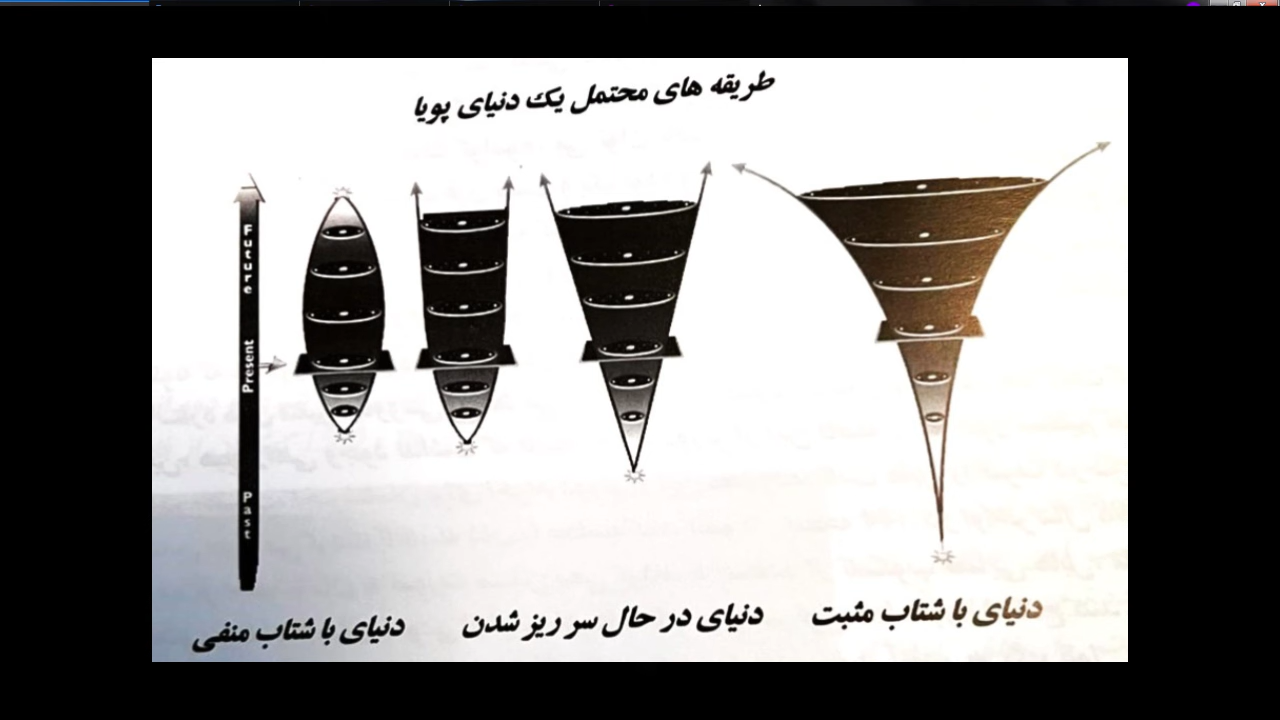 طریقه های محتمل یک دنیای پویا
Future
Present
Past
دنیای با شتاب مثبت
دنیای در حال سر ریز شدن
دنیای با شتاب منفی